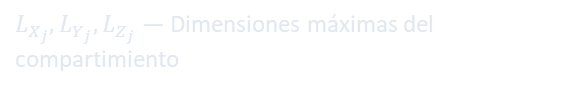 L_{X_j}, L_{Y_j}, L_{Z_j} — Dimensiones máximas del
compartimiento